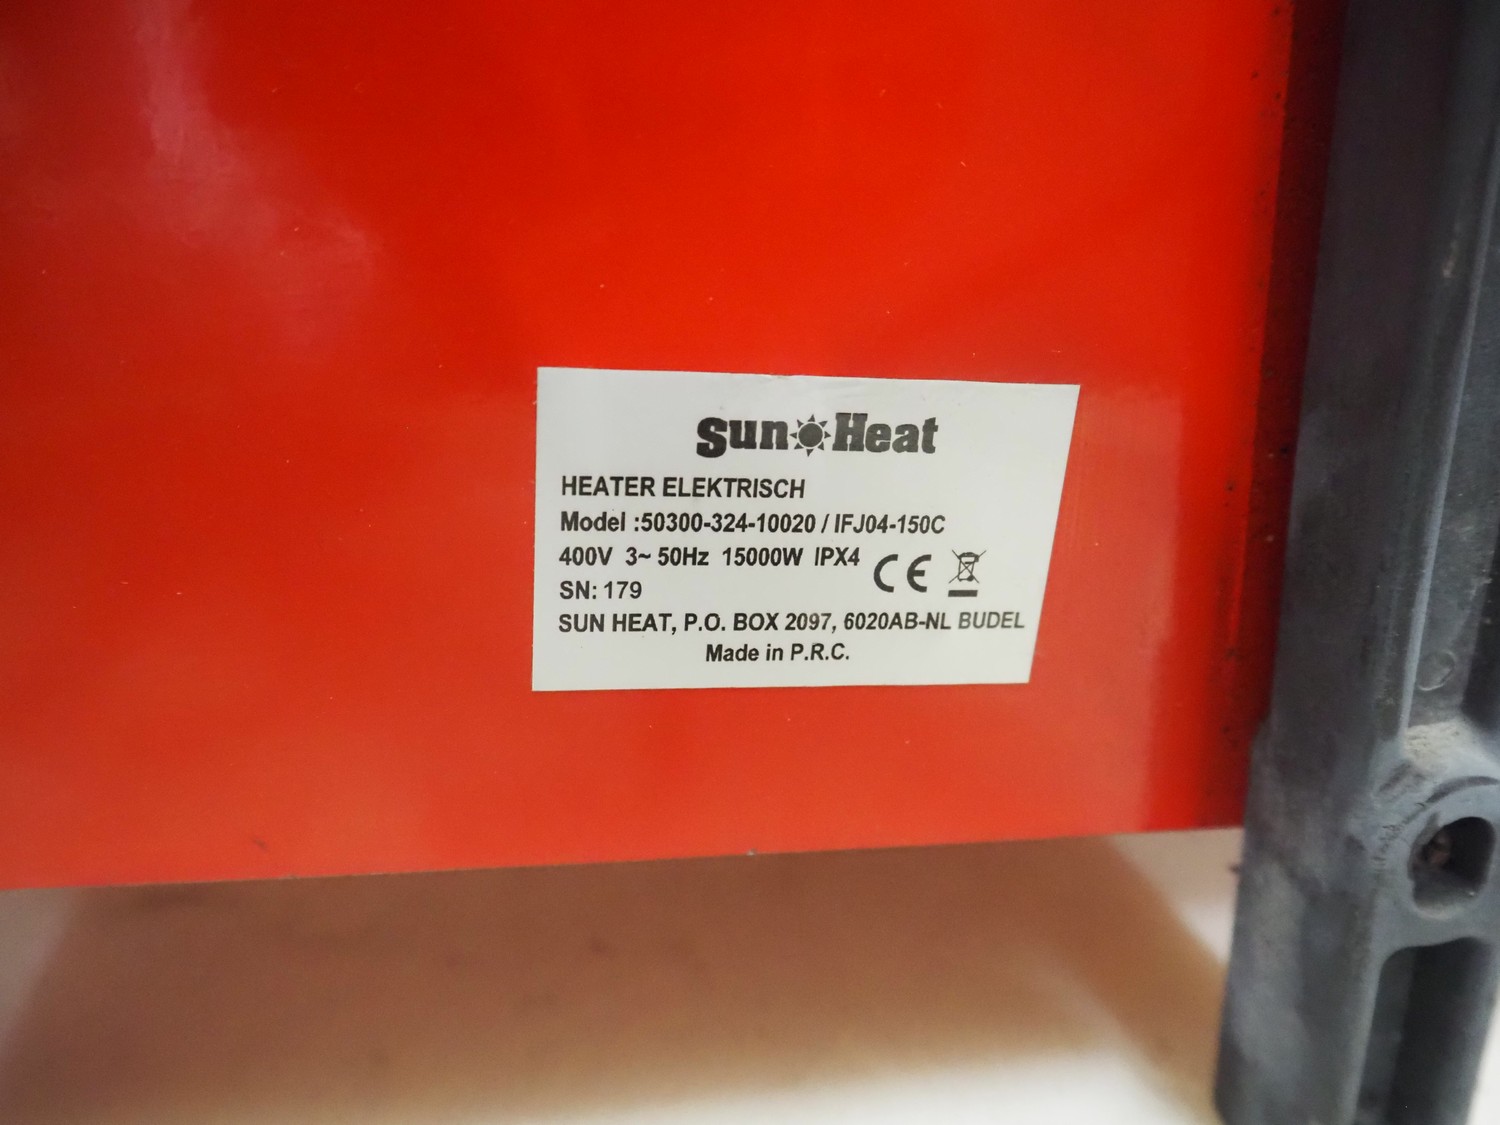 Sun Heat
HEATER ELEKTRISCH
Model :50300-324-10020 / IFJ04-150C
400V 3~ 50Hz 15000W IPX4 CE
SN: 179
SUN HEAT, P.O. BOX 2097, 6020AB-NL BUDEL
Made in P.R.C.